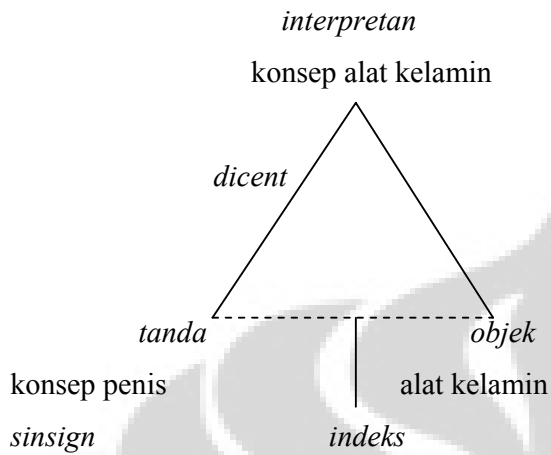 interpretan
konsep alat kelamin
dicent
tanda objek
konsep penis alat kelamin
sinsign indeks